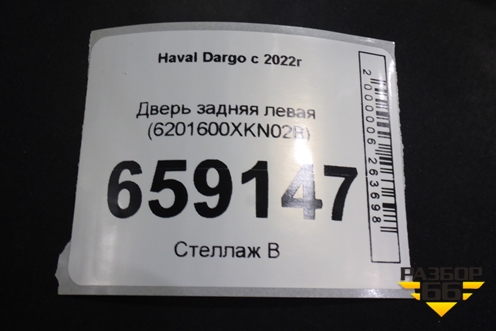 Haval Dargo с 2022г
Дверь задняя левая
(6201600XKN02B)
659147
Стеллаж В
2000006263698
РАЗБОР
66